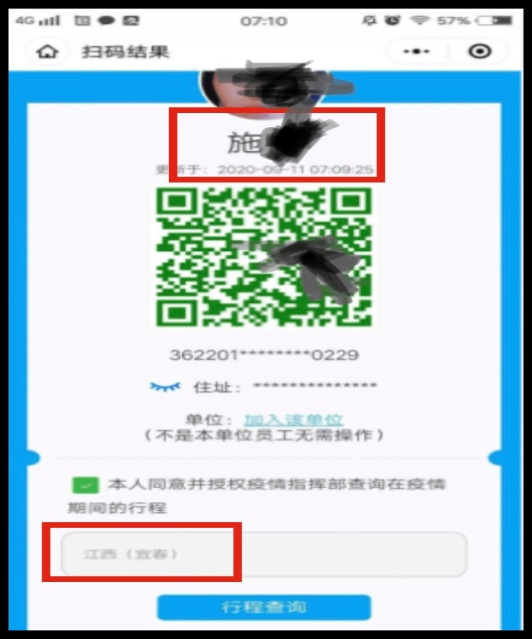 4G 07:10 57%
扫码结果
施
更新于：2020-09-11 07:09:25
362201********0229
住址：**************
单位：加入该单位
（不是本单位员工无需操作）
本人同意并授权疫情指挥部查询在疫情
期间的行程
江西（宜春）
行程查询